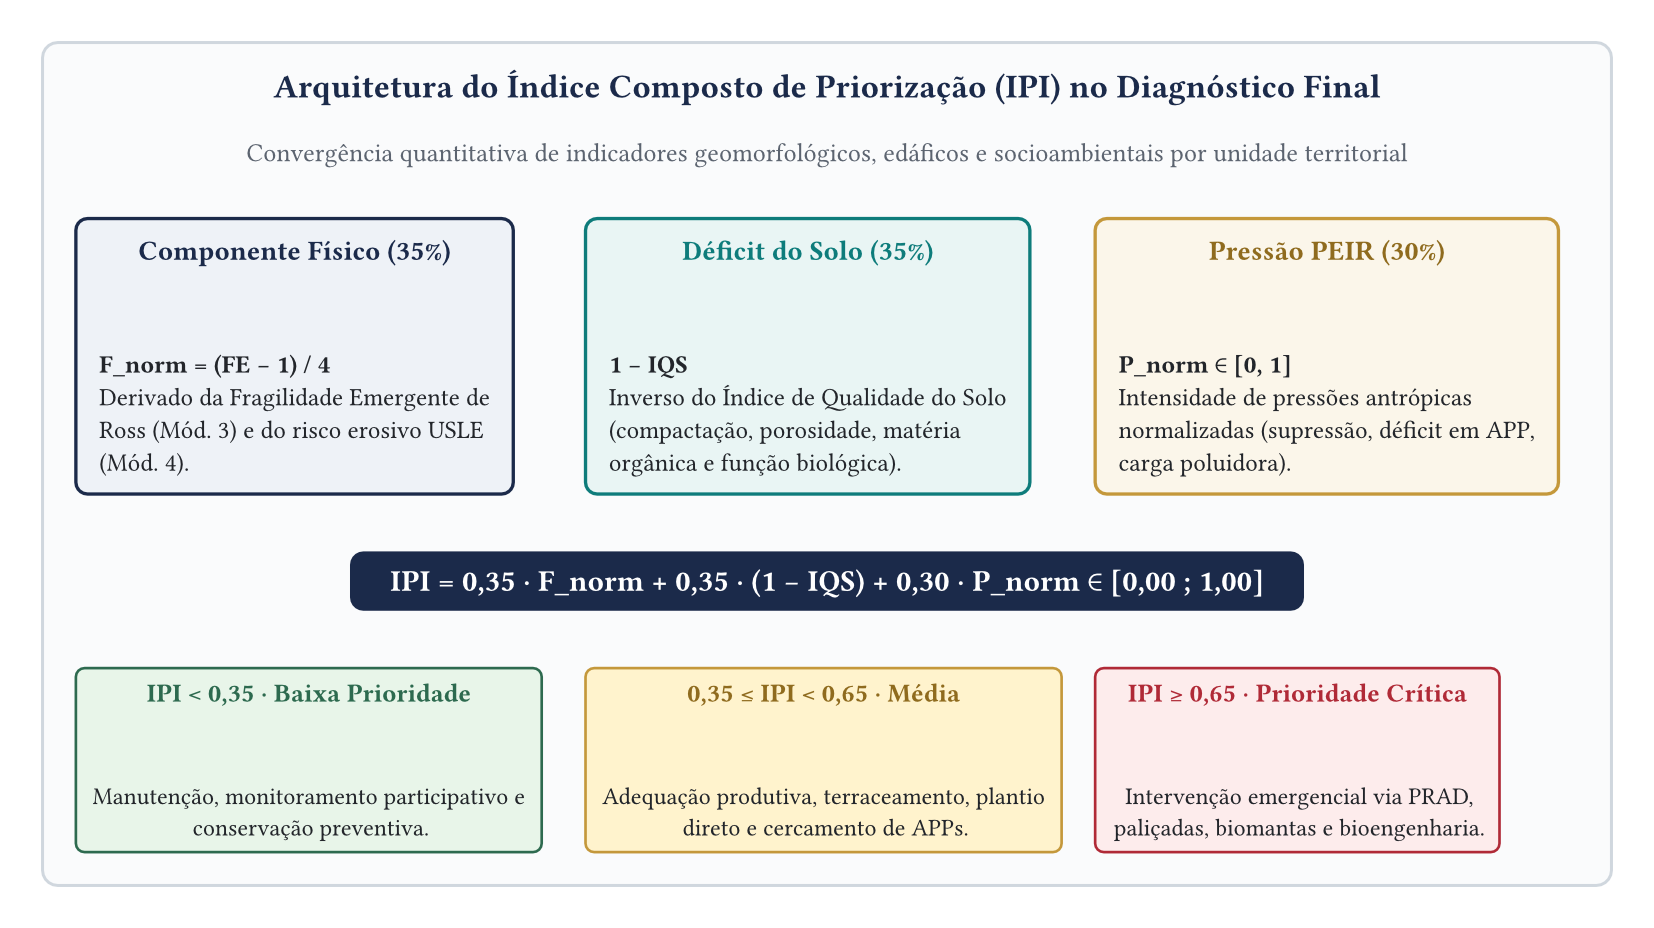 Arquitetura do Índice Composto de Priorização (IPI) no Diagnóstico Final
Convergência quantitativa de indicadores geomorfológicos, edáficos e socioambientais por unidade territorial
Componente Físico (35%)
F_norm = (FE – 1) / 4
Derivado da Fragilidade Emergente de
Ross (Mód. 3) e do risco erosivo USLE
(Mód. 4).
Déficit do Solo (35%)
1 – IQS
Inverso do Índice de Qualidade do Solo
(compactação, porosidade, matéria
orgânica e função biológica).
Pressão PEIR (30%)
P_norm ∈ [0, 1]
Intensidade de pressões antrópicas
normalizadas (supressão, déficit em APP,
carga poluidora).
IPI = 0,35 · F_norm + 0,35 · (1 – IQS) + 0,30 · P_norm ∈ [0,00 ; 1,00]
IPI < 0,35 · Baixa Prioridade
Manutenção, monitoramento participativo e
conservação preventiva.
0,35 ≤ IPI < 0,65 · Média
Adequação produtiva, terraceamento, plantio
direto e cercamento de APPs.
IPI ≥ 0,65 · Prioridade Crítica
Intervenção emergencial via PRAD,
paliçadas, biomantas e bioengenharia.